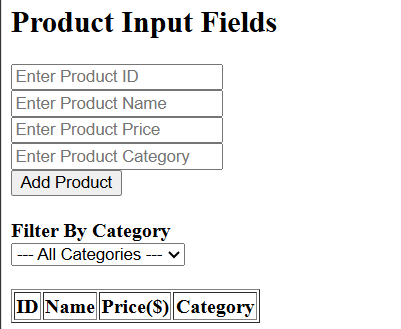 Product Input Fields
Enter Product ID
Enter Product Name
Enter Product Price
Enter Product Category
Add Product
Filter By Category
--- All Categories ---
ID Name Price($) Category